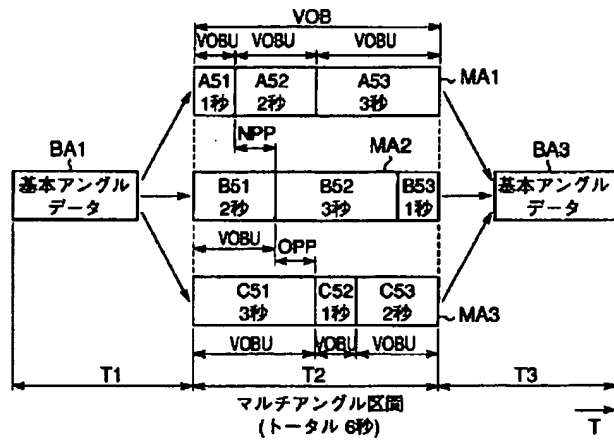 VOB
VOBU VOBU VOBU
A51 A52 A53
1秒 2秒 3秒
MA1
NPP
MA2
BA1
BA3
基本アングル
データ
B51 B52 B53
2秒 3秒 1秒
基本アングル
データ
VOBU
OPP
C51 C52 C53
3秒 1秒 2秒
MA3
VOBU VOBU VOBU
T1 T2 T3
マルチアングル区間
(トータル 6秒)
T